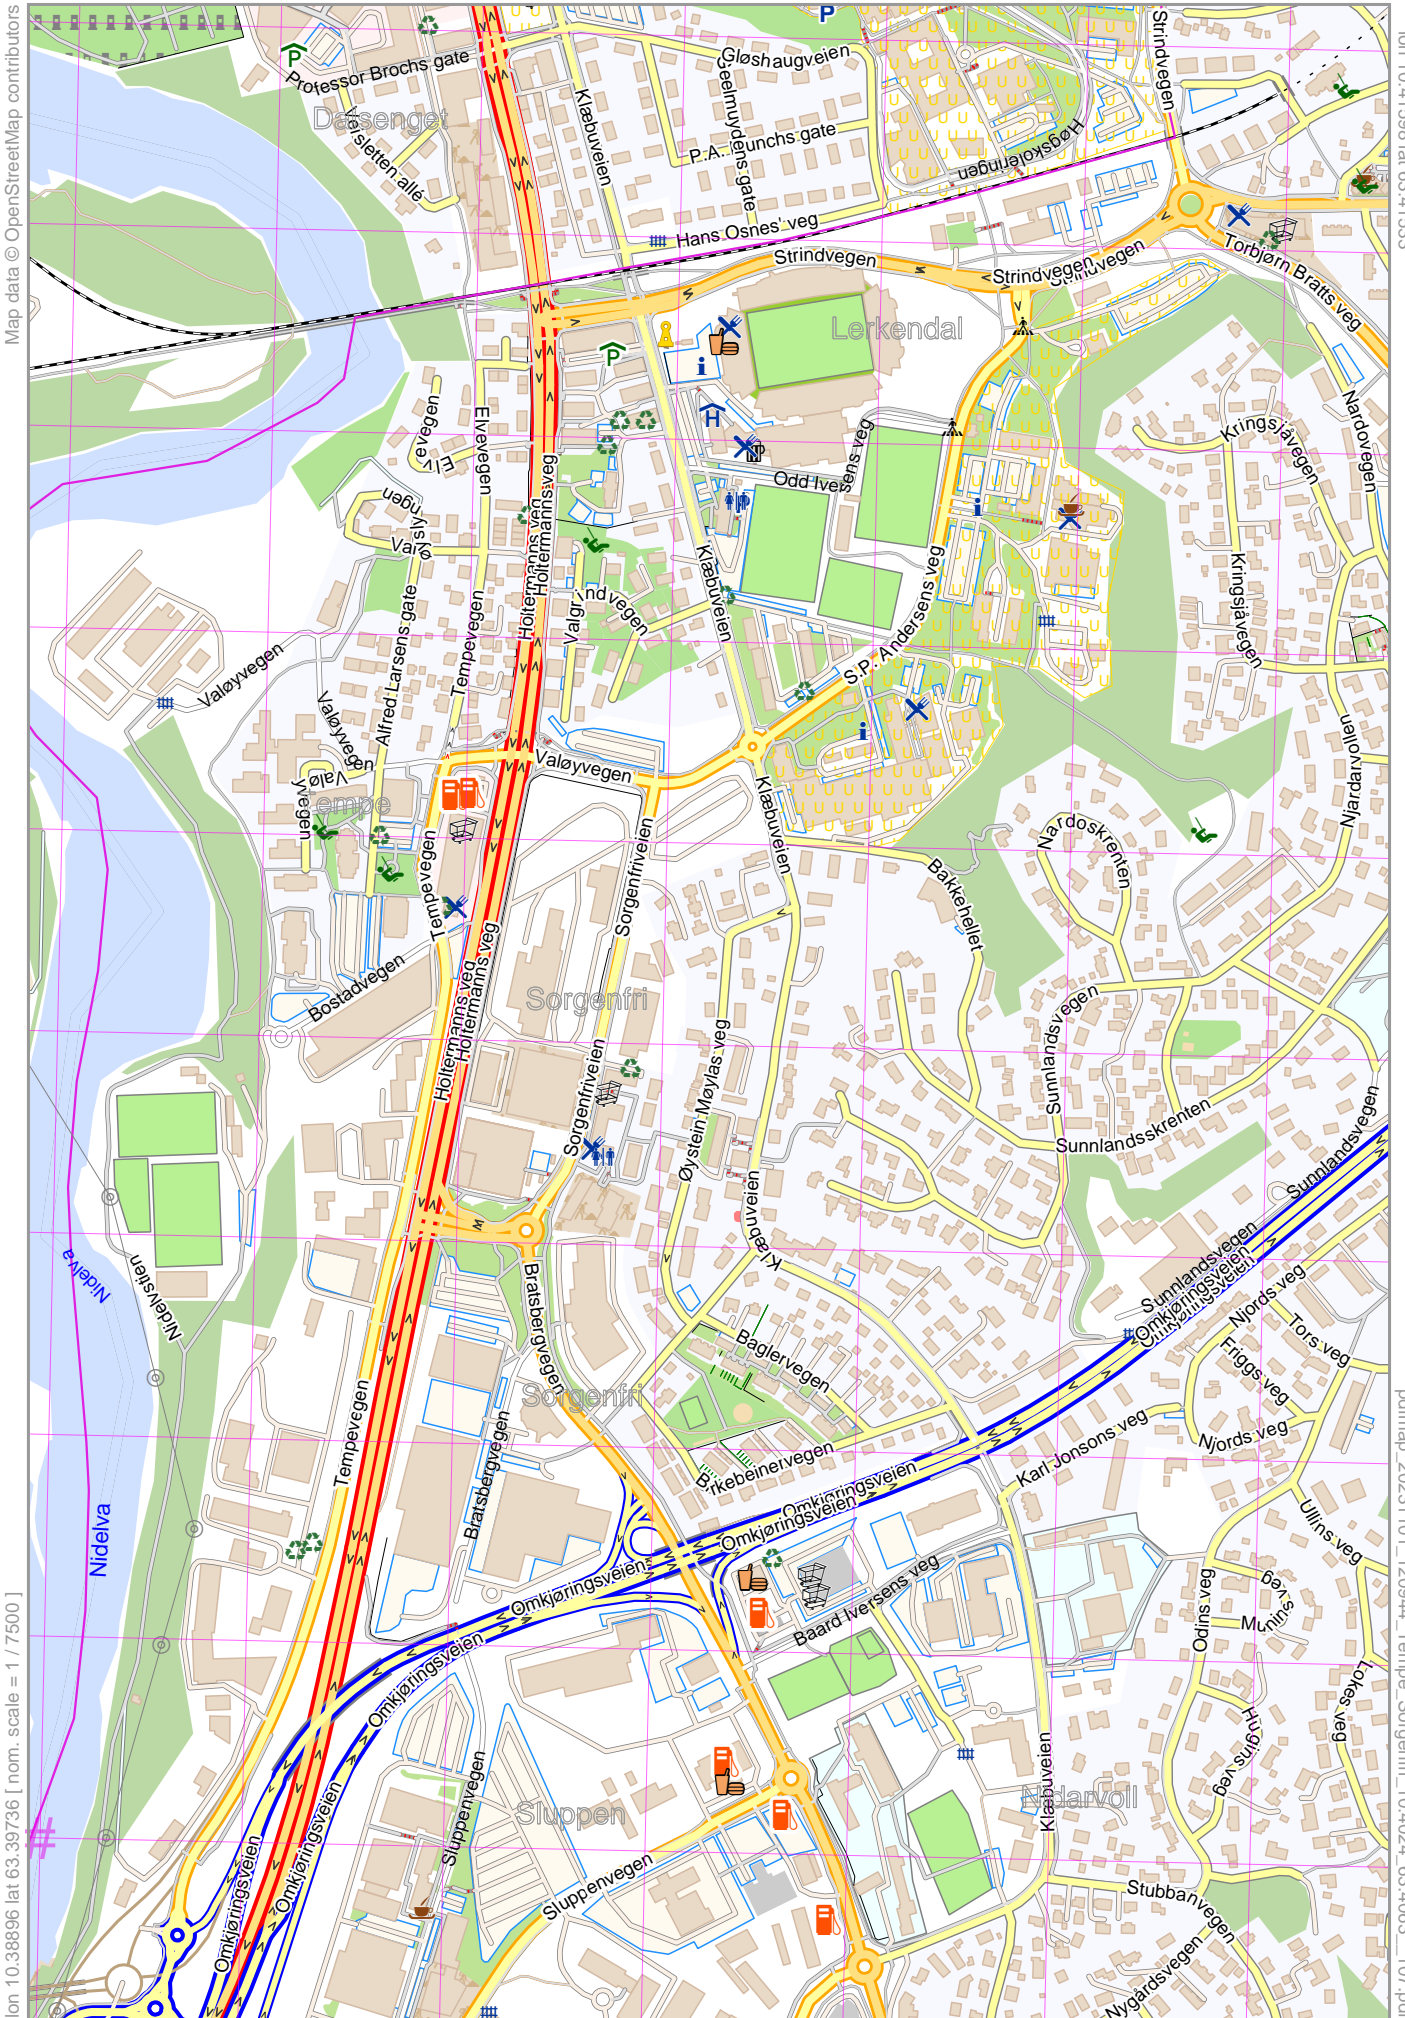 Map data © OpenStreetMap contributors
P
Gløshaugveien
Strindvegen
P
Professor Brochs gate
Klæbuveien
Dalsenget
P.A. Munchs gate
Høgskoleringen
Hans Osnes' veg
Strindvegen
Strindvegen
Torbjørn Bratts veg
Lerkendal
P
i
H
Elvevegen
Elvevegen
Kringsjåvegen
Nardovegen
Odd Iversens veg
i
Holtermanns veg
Holtermanns veg
Klæbuveien
Kringsjåvegen
Valgrindvegen
Alfred Larsens gate
Tempevegen
S.P. Andersens veg
Valøyvegen
Valøyvegen
i
Valøyvegen
Valøyvegen
Klæbuveien
Njardarvollen
Tempe
Nardoskrenten
Tempevegen
Sorgenfriveien
Bakkehellet
Bostadvegen
Holtermanns veg
Holtermanns veg
Sorgenfri
Sunnlandsvegen
Øystein Møylas veg
Sorgenfriveien
Sunnlandsskrenten
Sunnlandsvegen
Klæbuveien
Nidelva
Nidelvstien
Sunnlandsvegen
Omkjøringsveien
Omkjøringsveien
Njords veg
Bratsbergvegen
Tors veg
Baglervegen
Friggs veg
Sorgenfri
Tempevegen
Bratsbergvegen
Njords veg
Birkebeinervegen
Karl Jonsons veg
Omkjøringsveien
Omkjøringsveien
Ullins veg
Nidelva
Omkjøringsveien
Baard Iversens veg
Odins veg
Munins veg
Omkjøringsveien
Lokes veg
Hugins veg
Sluppenvegen
Klæbuveien
Nidarvoll
Sluppen
Omkjøringsveien
Omkjøringsveien
Sluppenvegen
Stubbanvegen
Nygårdsvegen
#
lon 10.38896 lat 63.39736 [ nom. scale = 1 / 7500 ]